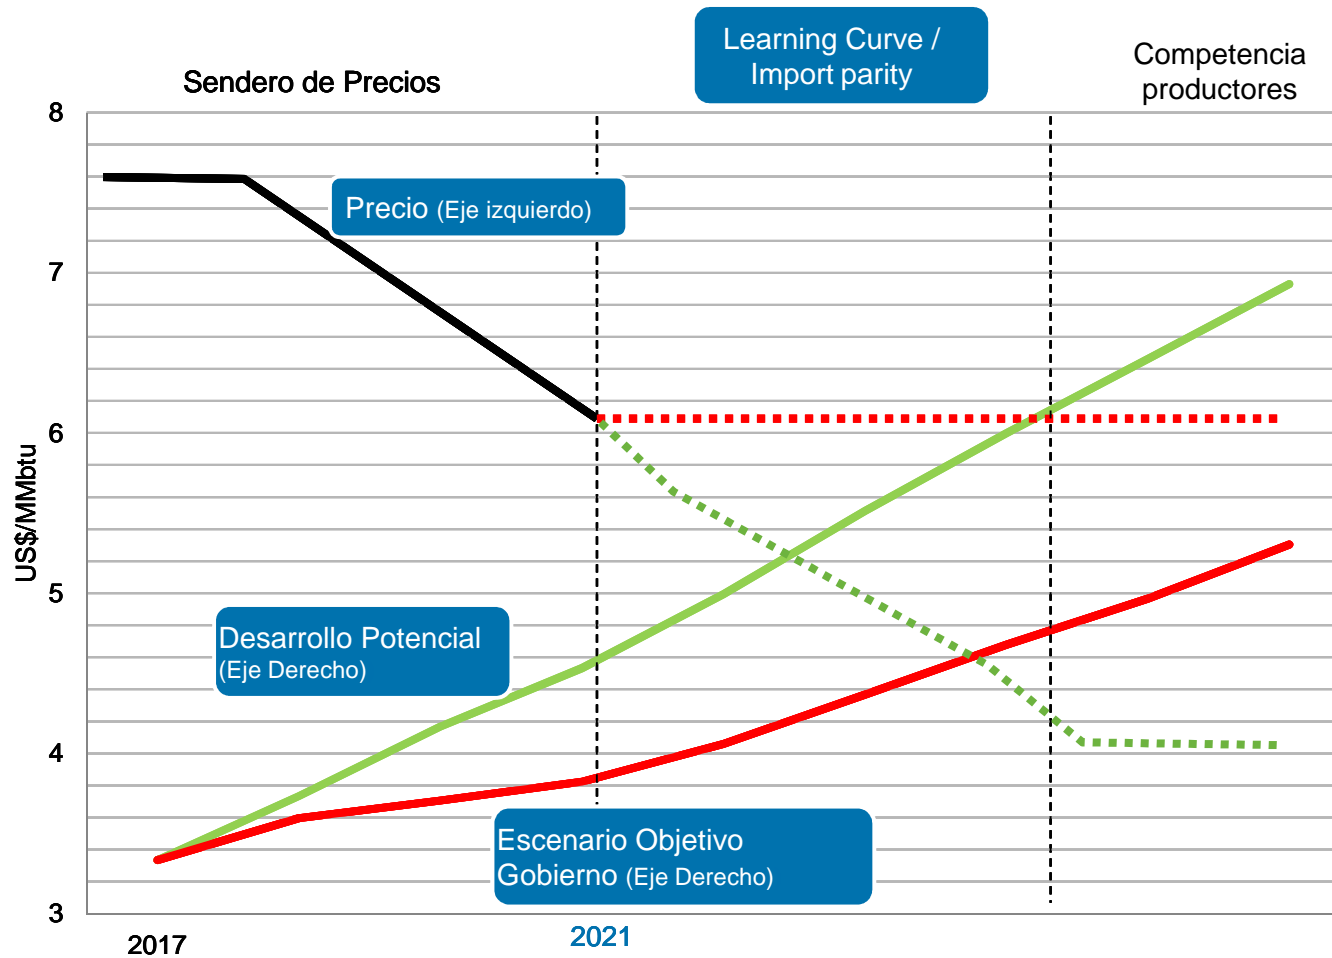 Learning Curve /
Import parity
Competencia
productores
Sendero de Precios
8
Precio (Eje izquierdo)
7
6
US$/MMbtu
5
Desarrollo Potencial
(Eje Derecho)
4
Escenario Objetivo
Gobierno (Eje Derecho)
3
2017
2021